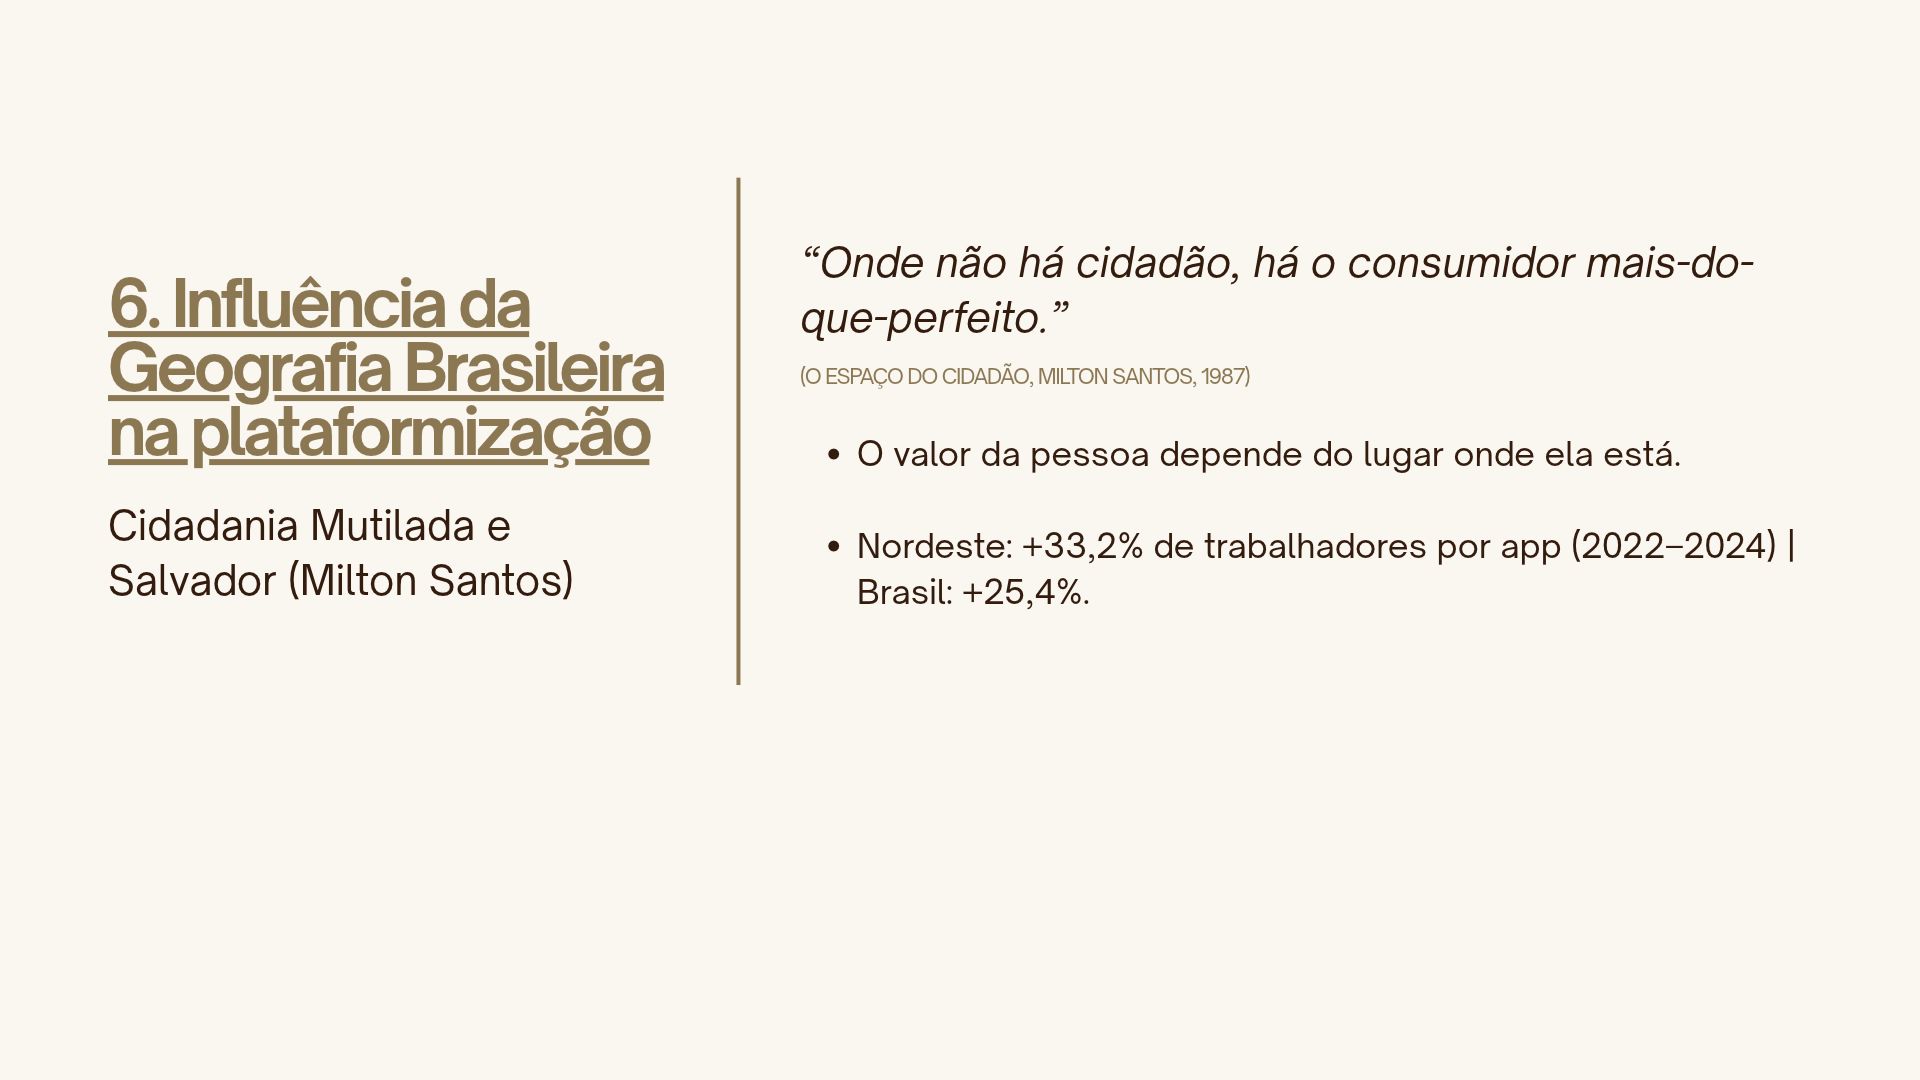 6. Influência da
Geografia Brasileira
na plataformização
Cidadania Mutilada e
Salvador (Milton Santos)
“Onde não há cidadão, há o consumidor mais-do-
que-perfeito.”
(O ESPAÇO DO CIDADÃO, MILTON SANTOS, 1987)
• O valor da pessoa depende do lugar onde ela está.
• Nordeste: +33,2% de trabalhadores por app (2022–2024) |
Brasil: +25,4%.